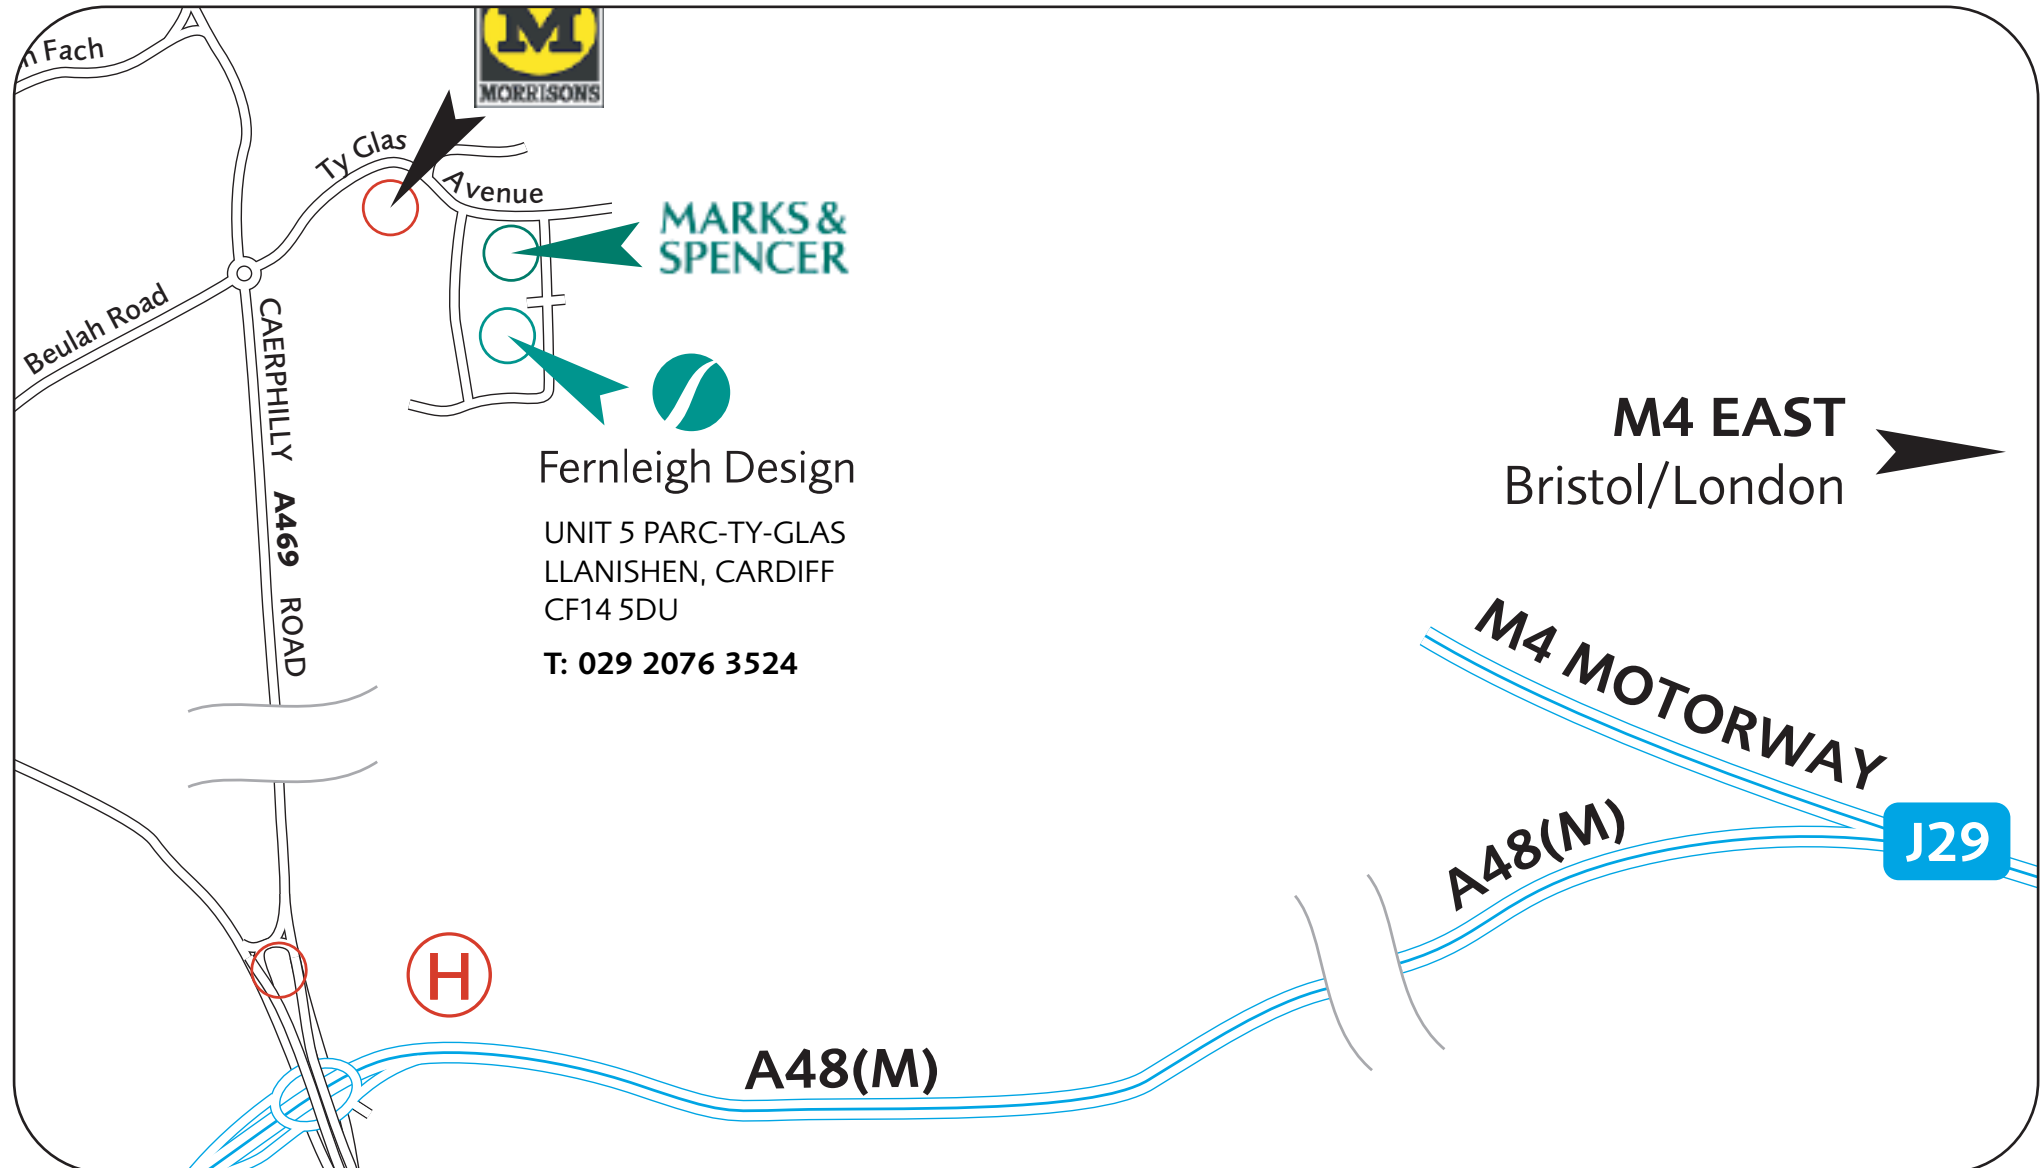 Fach
M
MORRISONS
Ty Glas
Avenue
MARKS &
SPENCER
Beulah Road
CAERPHILLY A469 ROAD
Fernleigh Design
UNIT 5 PARC-TY-GLAS
LLANISHEN, CARDIFF
CF14 5DU
T: 029 2076 3524
M4 EAST
Bristol/London
M4 MOTORWAY
A48(M)
J29
H
A48(M)